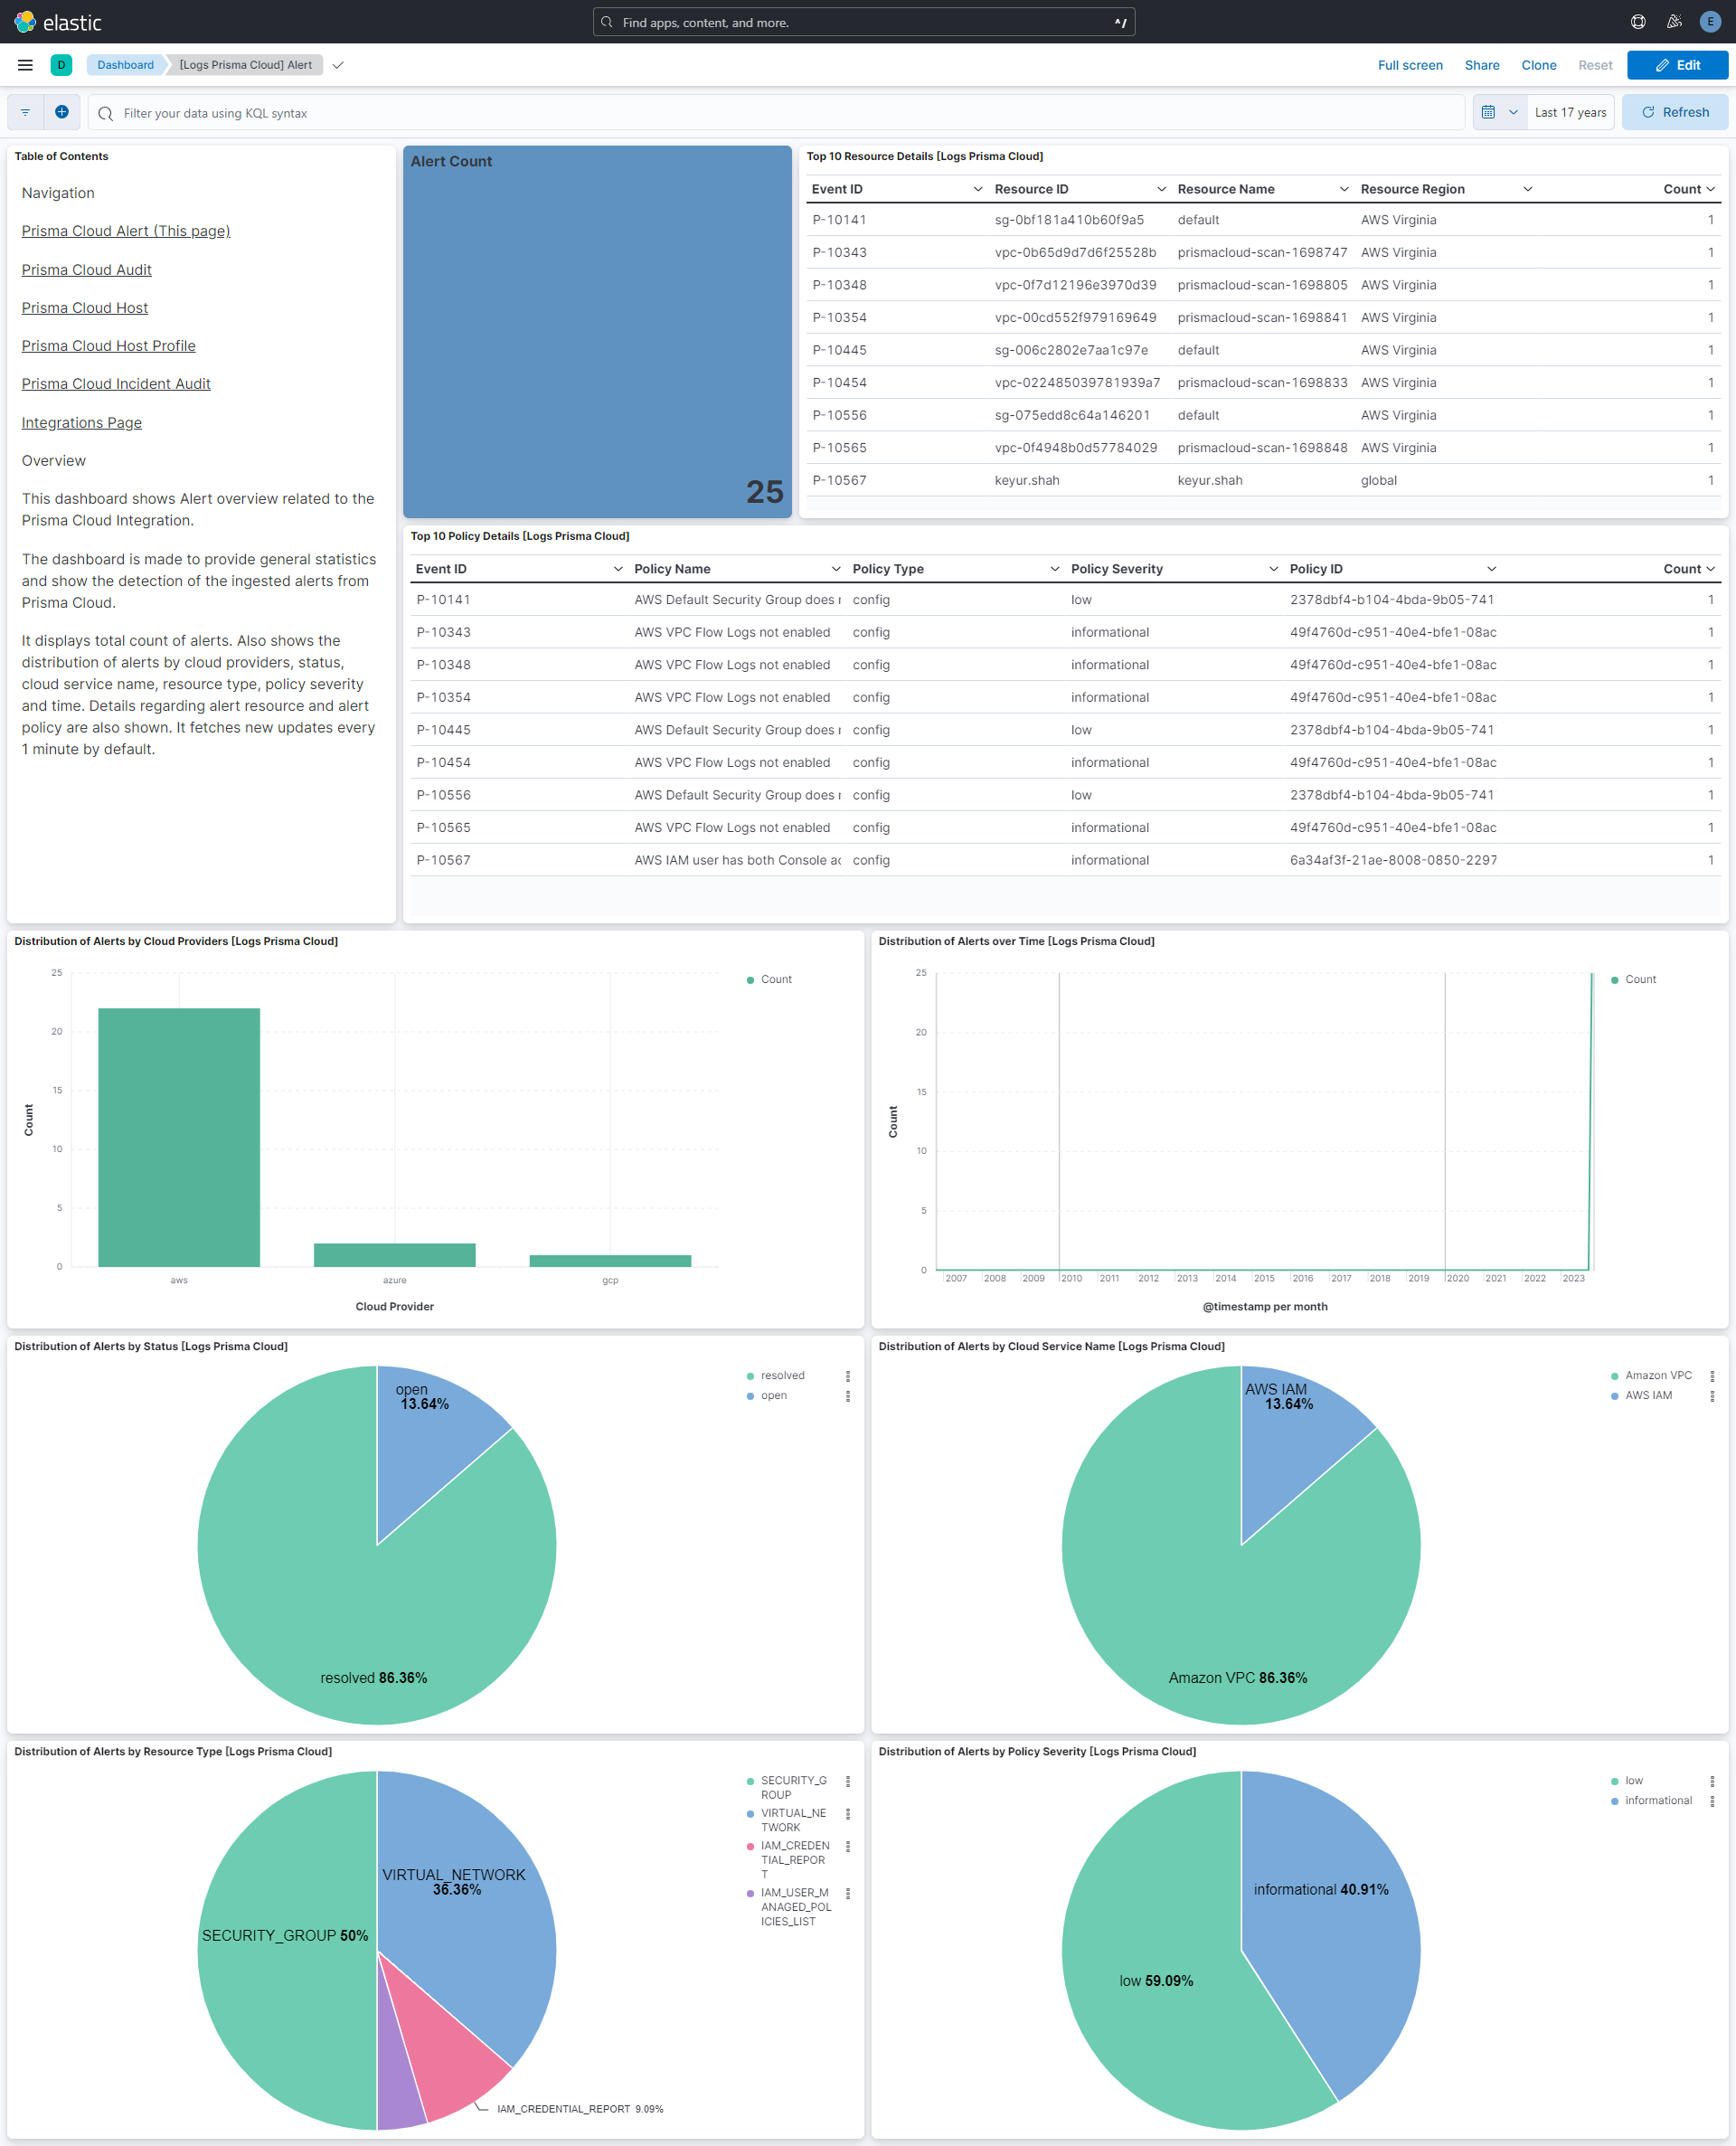 elastic
Find apps, content, and more.
^/
E
D
Dashboard
[Logs Prisma Cloud] Alert
Full screen
Share
Clone
Reset
Edit
Filter your data using KQL syntax
Last 17 years
Refresh
Table of Contents
Navigation
Prisma Cloud Alert (This page)
Prisma Cloud Audit
Prisma Cloud Host
Prisma Cloud Host Profile
Prisma Cloud Incident Audit
Integrations Page
Overview
This dashboard shows Alert overview related to the
Prisma Cloud Integration.
The dashboard is made to provide general statistics
and show the detection of the ingested alerts from
Prisma Cloud.
It displays total count of alerts. Also shows the
distribution of alerts by cloud providers, status,
cloud service name, resource type, policy severity
and time. Details regarding alert resource and alert
policy are also shown. It fetches new updates every
1 minute by default.
Alert Count
25
Top 10 Resource Details [Logs Prisma Cloud]
Event ID Resource ID Resource Name Resource Region Count
P-10141 sg-0bf181a410b60f9a5 default AWS Virginia 1
P-10343 vpc-0b65d9d7d6f25528b prismacloud-scan-1698747 AWS Virginia 1
P-10348 vpc-0f7d12196e3970d39 prismacloud-scan-1698805 AWS Virginia 1
P-10354 vpc-00cd552f979169649 prismacloud-scan-1698841 AWS Virginia 1
P-10445 sg-006c2802e7aa1c97e default AWS Virginia 1
P-10454 vpc-022485039781939a7 prismacloud-scan-1698833 AWS Virginia 1
P-10556 sg-075edd8c64a146201 default AWS Virginia 1
P-10565 vpc-0f4948b0d57784029 prismacloud-scan-1698848 AWS Virginia 1
P-10567 keyur.shah keyur.shah global 1
Top 10 Policy Details [Logs Prisma Cloud]
Event ID Policy Name Policy Type Policy Severity Policy ID Count
P-10141 AWS Default Security Group does config low 2378dbf4-b104-4bda-9b05-741 1
P-10343 AWS VPC Flow Logs not enabled config informational 49f4760d-c951-40e4-bfe1-08ac 1
P-10348 AWS VPC Flow Logs not enabled config informational 49f4760d-c951-40e4-bfe1-08ac 1
P-10354 AWS VPC Flow Logs not enabled config informational 49f4760d-c951-40e4-bfe1-08ac 1
P-10445 AWS Default Security Group does config low 2378dbf4-b104-4bda-9b05-741 1
P-10454 AWS VPC Flow Logs not enabled config informational 49f4760d-c951-40e4-bfe1-08ac 1
P-10556 AWS Default Security Group does config low 2378dbf4-b104-4bda-9b05-741 1
P-10565 AWS VPC Flow Logs not enabled config informational 49f4760d-c951-40e4-bfe1-08ac 1
P-10567 AWS IAM user has both Console config informational 6a34af3f-21ae-8008-0850-2297 1
Distribution of Alerts by Cloud Providers [Logs Prisma Cloud]
25
20
15
10
5
0
Count
aws azure gcp
Cloud Provider
Count
Distribution of Alerts over Time [Logs Prisma Cloud]
25
20
15
10
5
0
Count
2007 2008 2009 2010 2011 2012 2013 2014 2015 2016 2017 2018 2019 2020 2021 2022 2023
@timestamp per month
Count
Distribution of Alerts by Status [Logs Prisma Cloud]
open
13.64%
resolved 86.36%
resolved
open
Distribution of Alerts by Cloud Service Name [Logs Prisma Cloud]
AWS IAM
13.64%
Amazon VPC 86.36%
Amazon VPC
AWS IAM
Distribution of Alerts by Resource Type [Logs Prisma Cloud]
VIRTUAL_NETWORK
36.36%
SECURITY_GROUP 50%
IAM_CREDENTIAL_REPORT 9.09%
SECURITY_G
ROUP
VIRTUAL_NE
TWORK
IAM_CREDEN
TIAL_REPOR
T
IAM_USER_M
ANAGED_POL
ICIES_LIST
Distribution of Alerts by Policy Severity [Logs Prisma Cloud]
informational 40.91%
low 59.09%
low
informational